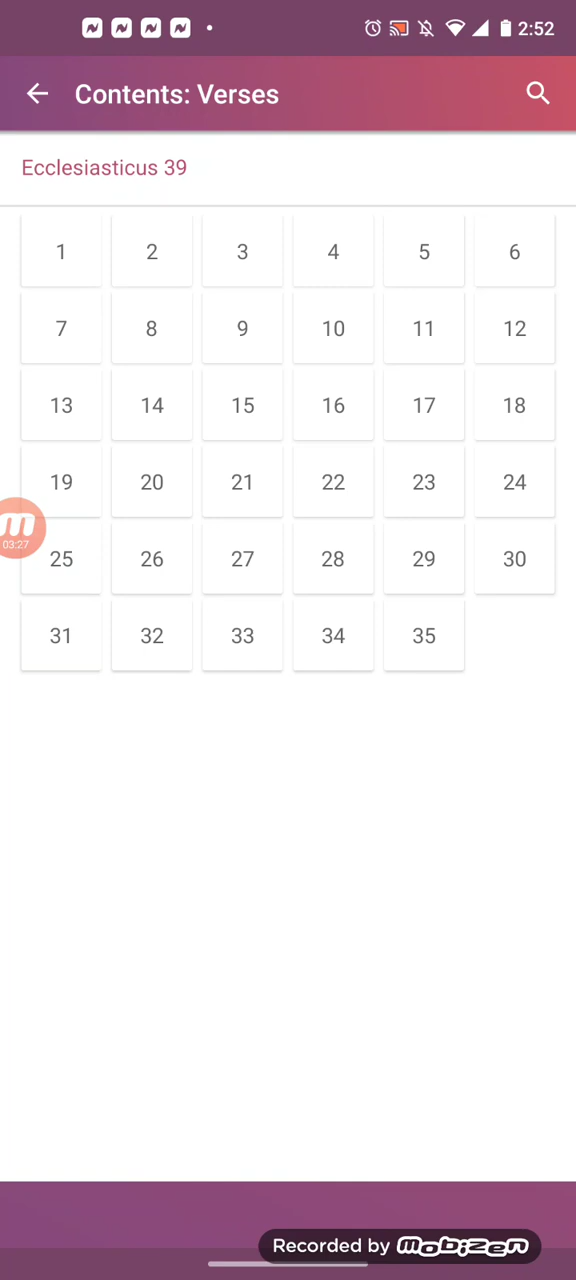 2:52
Contents: Verses
Ecclesiasticus 39
1 2 3 4 5 6
7 8 9 10 11 12
13 14 15 16 17 18
19 20 21 22 23 24
03:27
25 26 27 28 29 30
31 32 33 34 35
Recorded by mobizen